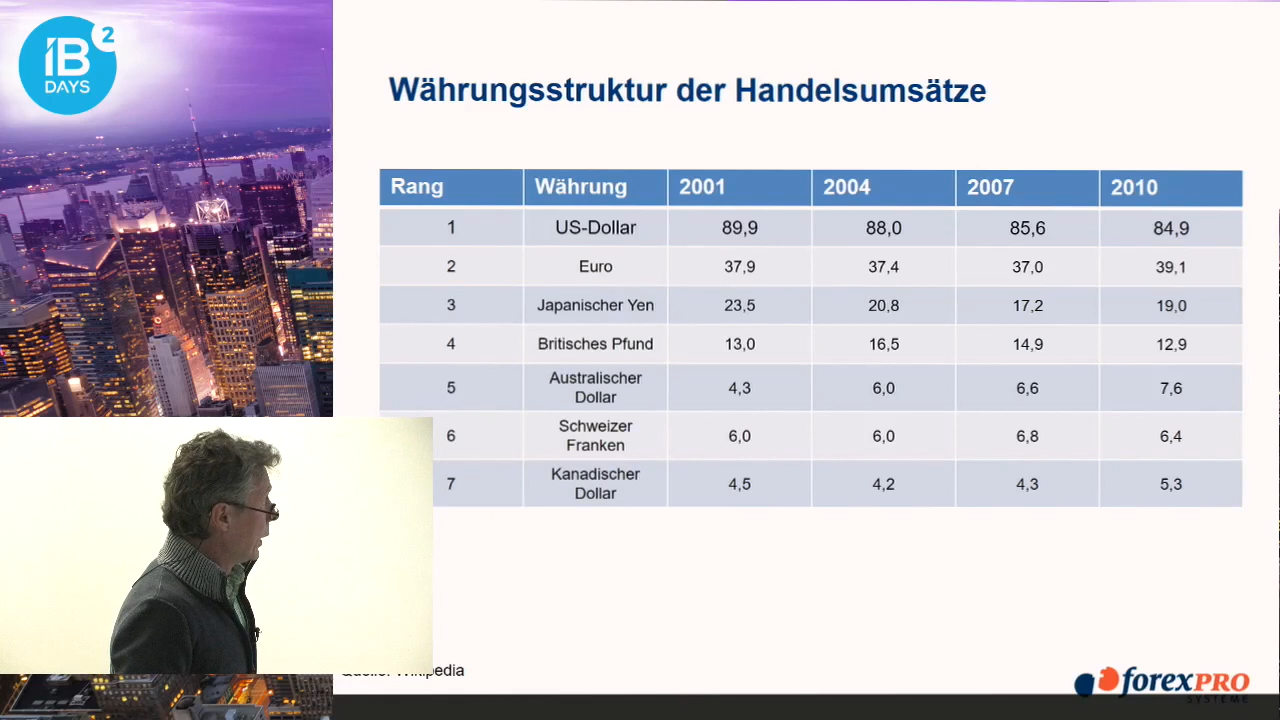 IB 2
DAYS
Währungsstruktur der Handelsumsätze
Rang Währung 2001 2004 2007 2010
1 US-Dollar 89,9 88,0 85,6 84,9
2 Euro 37,9 37,4 37,0 39,1
3 Japanischer Yen 23,5 20,8 17,2 19,0
4 Britisches Pfund 13,0 16,5 14,9 12,9
5 Australischer Dollar 4,3 6,0 6,6 7,6
6 Schweizer Franken 6,0 6,0 6,8 6,4
7 Kanadischer Dollar 4,5 4,2 4,3 5,3
Quelle: Wikipedia
forexPRO
SYSTEME